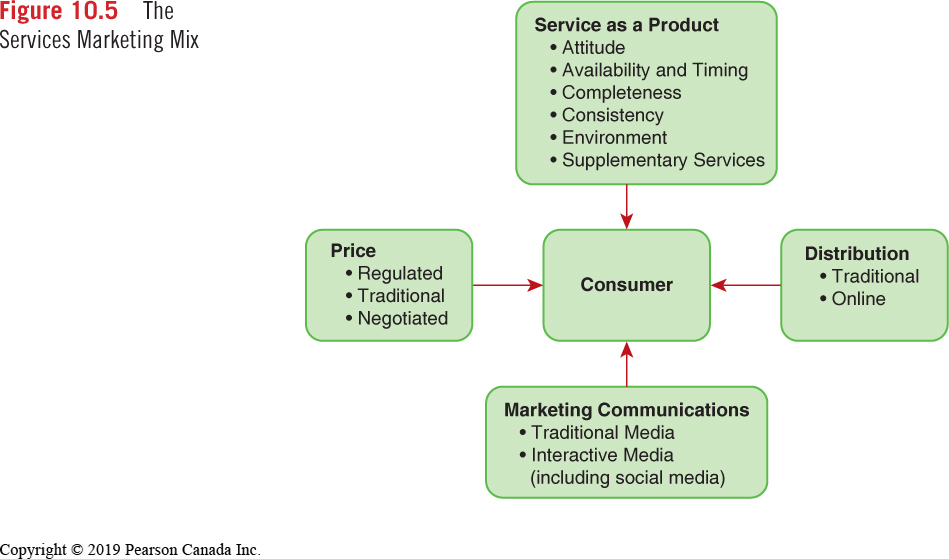 Figure 10.5 The
Services Marketing Mix
Service as a Product
• Attitude
• Availability and Timing
• Completeness
• Consistency
• Environment
• Supplementary Services
Price
• Regulated
• Traditional
• Negotiated
Consumer
Distribution
• Traditional
• Online
Marketing Communications
• Traditional Media
• Interactive Media
(including social media)
Copyright © 2019 Pearson Canada Inc.